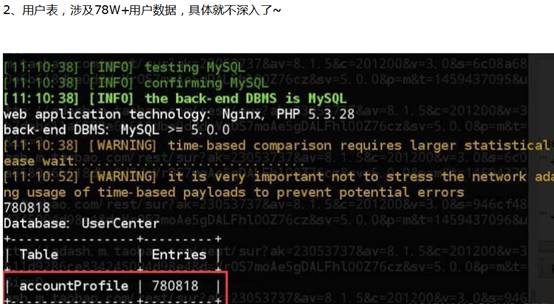 2、用户表，涉及78W+用户数据，具体就不深入了~
[11:10:38] [INFO] testing MySQL
[11:10:38] [INFO] confirming MySQL
[11:10:38] [INFO] the back-end DBMS is MySQL
web application technology: Nginx, PHP 5.3.28
back-end DBMS: MySQL >= 5.0.0
[11:10:38] [WARNING] time-based comparison requires larger statistical
ease wait..............................
[11:10:52] [WARNING] it is very important not to stress the network ada
ng usage of time-based payloads to prevent potential errors
780818
Database: UserCenter
+----------------+---------+
| Table | Entries |
+----------------+---------+
| accountProfile | 780818 |
+----------------+---------+